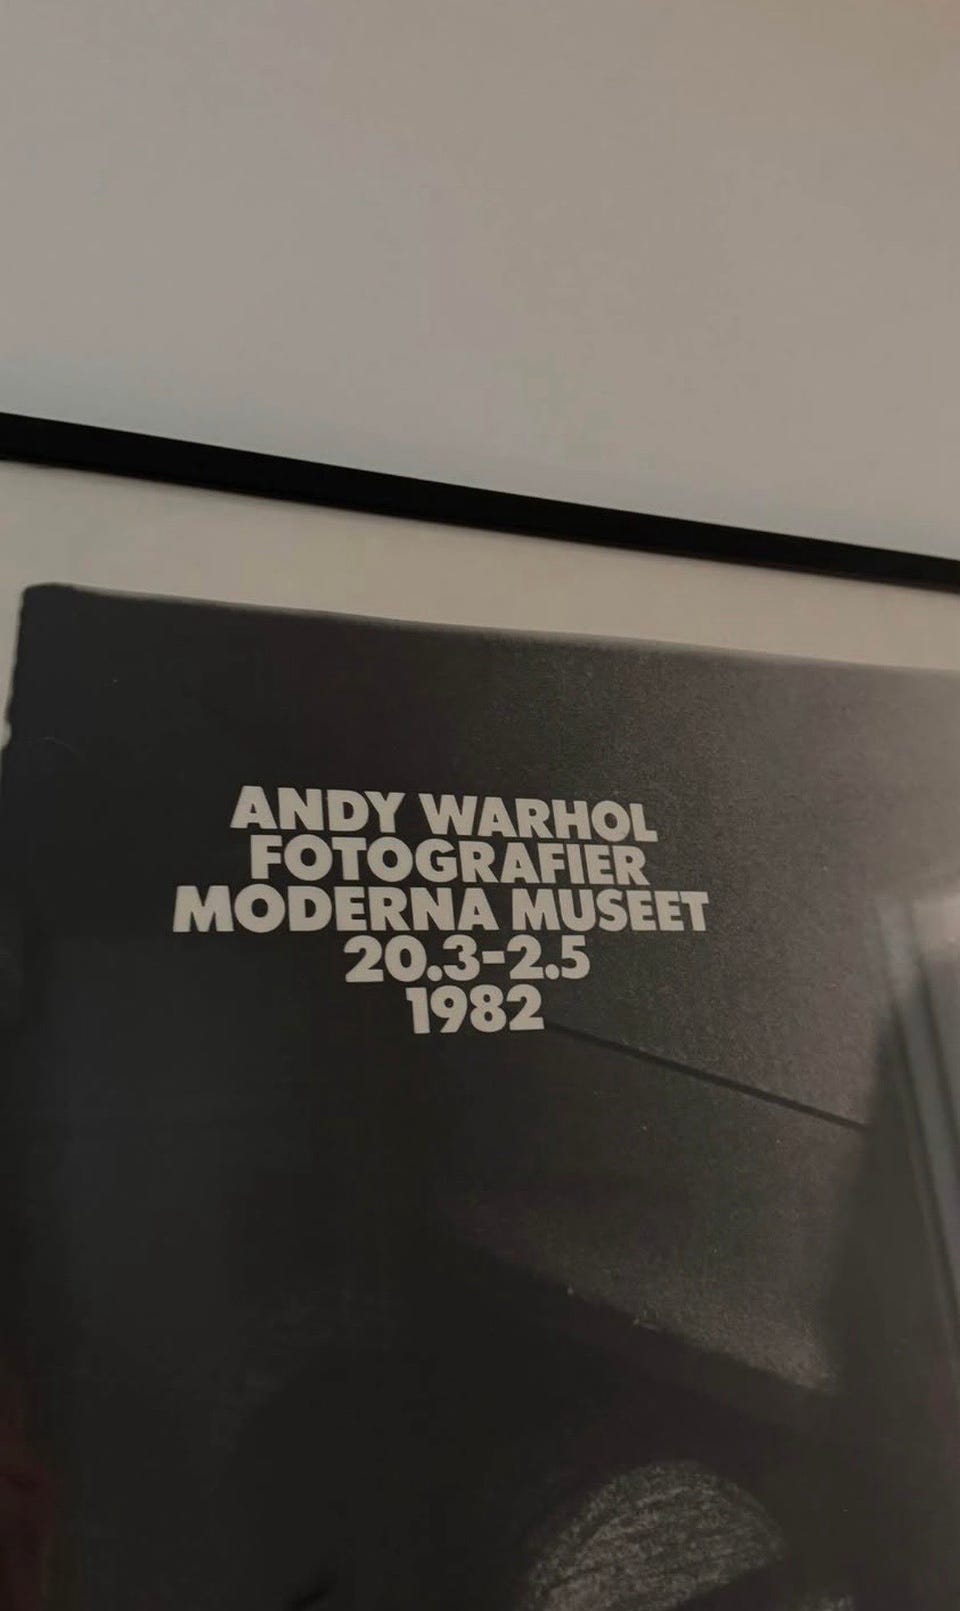 ANDY WARHOL
FOTOGRAFIER
MODERNA MUSEET
20.3-2.5
1982